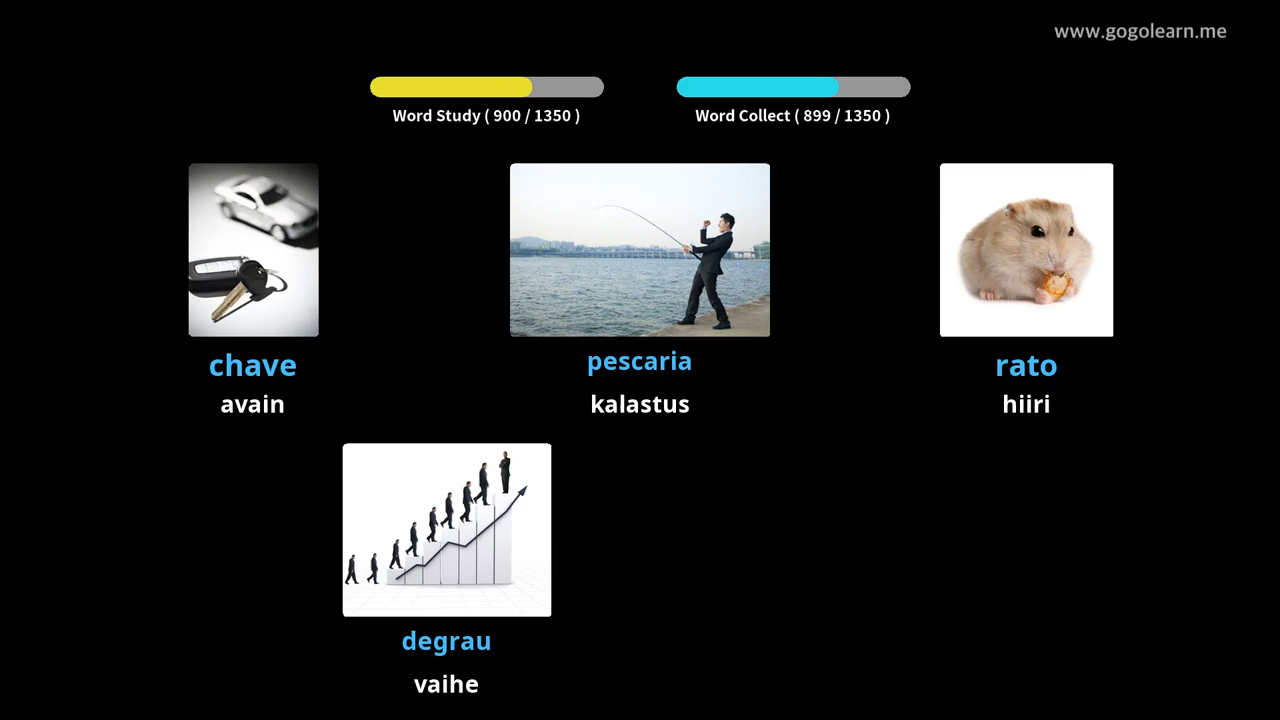 www.gogolearn.me
Word Study ( 900 / 1350 )
Word Collect ( 899 / 1350 )
chave
avain
pescaria
kalastus
rato
hiiri
degrau
vaihe